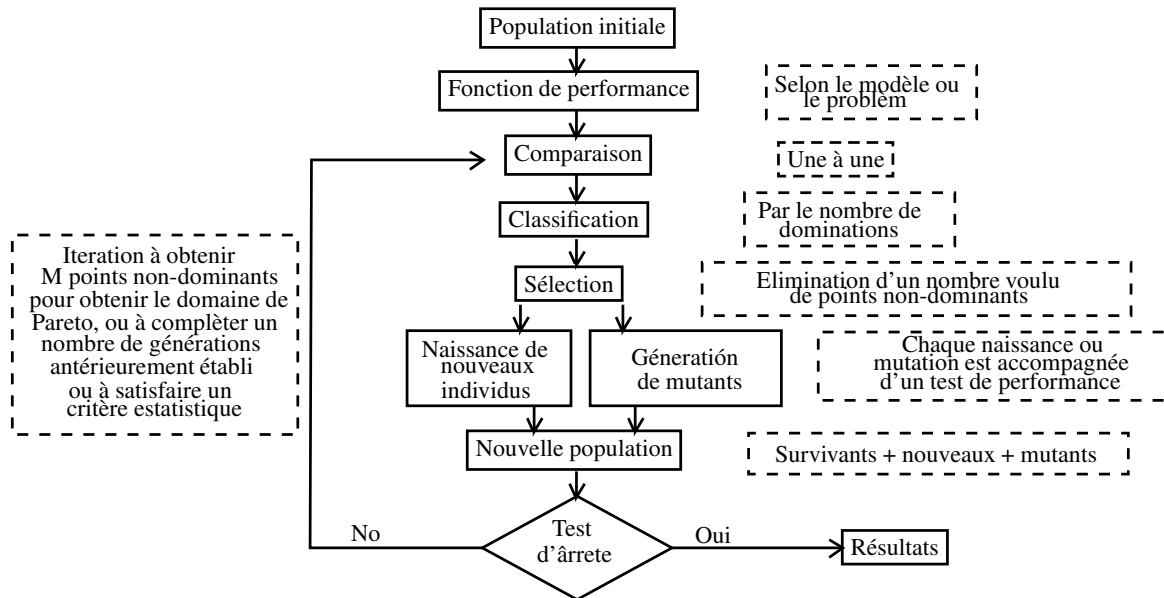 Population initiale
Fonction de performance
Selon le modèle ou
le problèm
Comparaison
Une à une
Classification
Par le nombre de
dominations
Iteration à obtenir
M points non-dominants
pour obtenir le domaine de
Pareto, ou à complèter un
nombre de générations
antérieurement établi
ou à satisfaire un
critère estatistique
Sélection
Elimination d'un nombre voulu
de points non-dominants
Naissance de
nouveaux
individus
Géneratión
de mutants
Chaque naissance ou
mutation est accompagnée
d'un test de performance
Nouvelle population
Survivants + nouveaux + mutants
No
Test
d'ârrete
Oui
Résultats